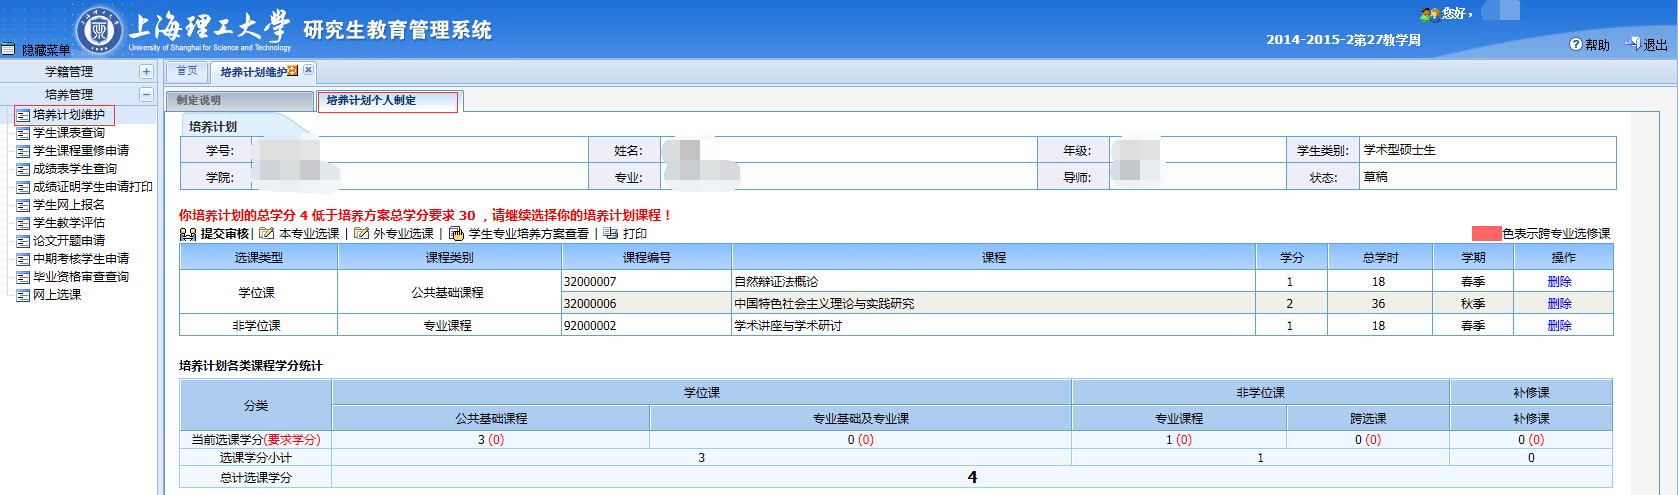 上海理工大學
University of Shanghai for Science and Technology
研究生教育管理系统
您好，
2014-2015-2第27教学周
帮助 退出
隐藏菜单
学籍管理
培养管理
培养计划维护
学生课表查询
学生课程重修申请
成绩表学生查询
成绩证明学生申请打印
学生网上报名
学生教学评估
论文开题申请
中期考核学生申请
毕业资格审查查询
网上选课
首页 培养计划维护
制定说明 培养计划个人制定
培养计划
学号: 姓名: 年级: 学生类别: 学术型硕士生
学院: 专业: 导师: 状态: 草稿
你培养计划的总学分 4 低于培养方案总学分要求 30 ，请继续选择你的培养计划课程！
提交审核| 本专业选课 | 外专业选课 | 学生专业培养方案查看 | 打印
色表示跨专业选修课
选课类型 课程类别 课程编号 课程 学分 总学时 学期 操作
学位课 公共基础课程 32000007 自然辩证法概论 1 18 春季 删除
32000006 中国特色社会主义理论与实践研究 2 36 秋季 删除
非学位课 专业课程 92000002 学术讲座与学术研讨 1 18 春季 删除
培养计划各类课程学分统计
分类 学位课 非学位课 补修课
公共基础课程 专业基础及专业课 专业课程 跨选课 补修课
当前选课学分(要求学分) 3 (0) 0 (0) 1 (0) 0 (0) 0 (0)
选课学分小计 3 1 0
总计选课学分 4